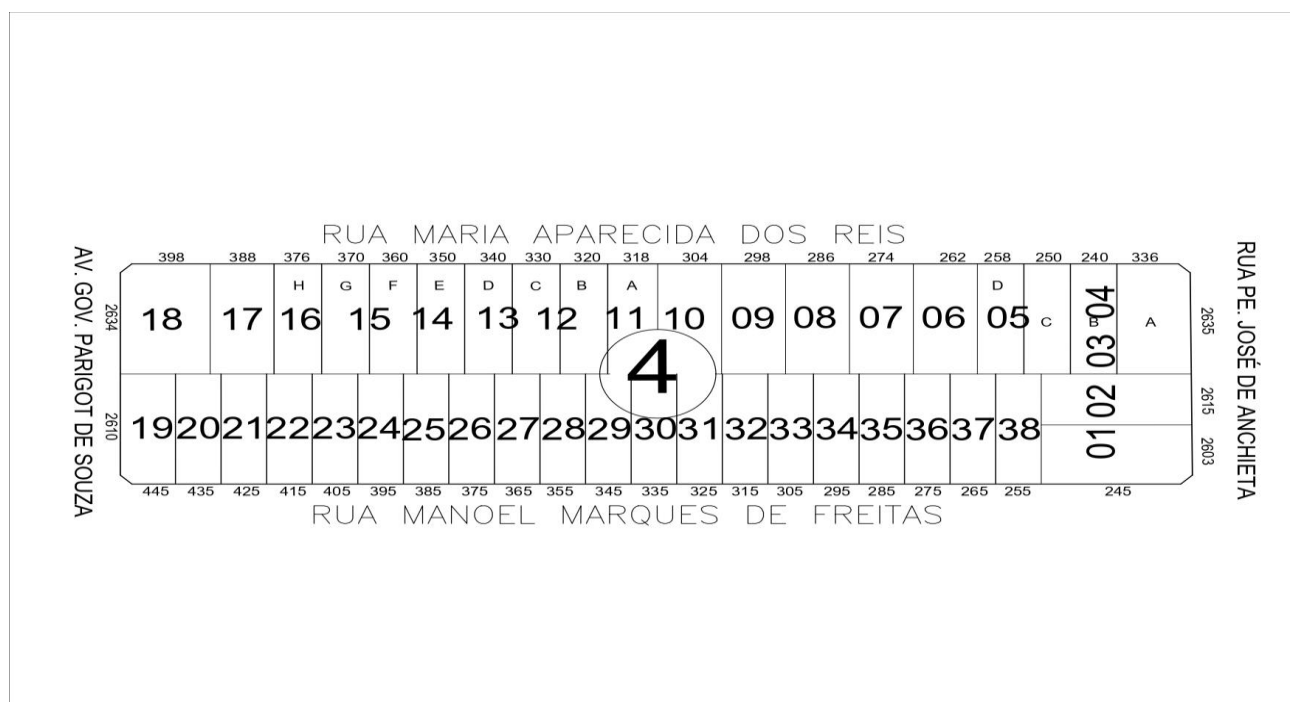 RUA MARIA APARECIDA DOS REIS
398 388 376 370 360 350 340 330 320 318 304 298 286 274 262 258 250 240 336
H G F E D C B A D
18 17 16 15 14 13 12 11 10 09 08 07 06 05 C B A
03 04
4
19 20 21 22 23 24 25 26 27 28 29 30 31 32 33 34 35 36 37 38
01 02
445 435 425 415 405 395 385 375 365 355 345 335 325 315 305 295 285 275 265 255 245
RUA MANOEL MARQUES DE FREITAS
AV. GOV. PARIGOT DE SOUZA
2634
2610
RUA PE. JOSÉ DE ANCHIETA
2635
2615
2603